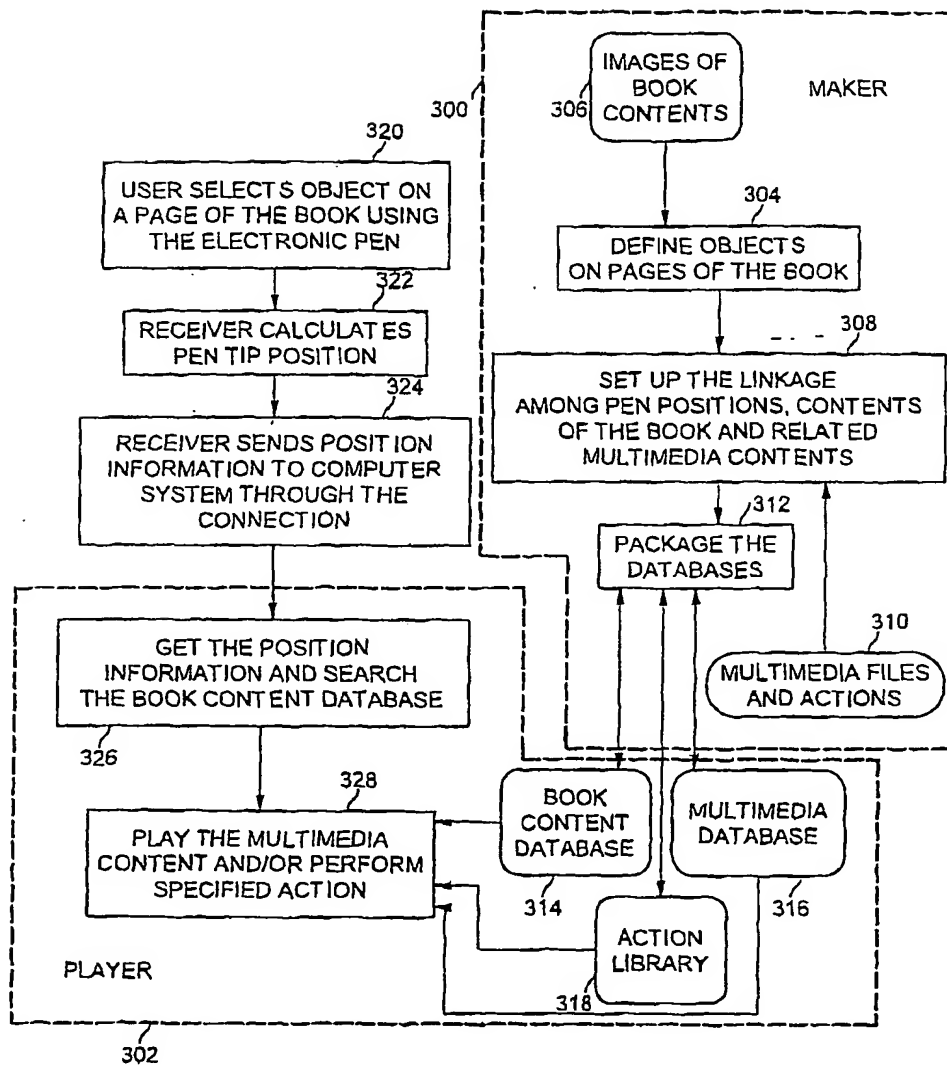 IMAGES OF
BOOK
CONTENTS
306
300
MAKER
320
USER SELECTS OBJECT ON
A PAGE OF THE BOOK USING
THE ELECTRONIC PEN
304
DEFINE OBJECTS
ON PAGES OF THE BOOK
322
RECEIVER CALCULATES
PEN TIP POSITION
308
SET UP THE LINKAGE
AMONG PEN POSITIONS, CONTENTS
OF THE BOOK AND RELATED
MULTIMEDIA CONTENTS
324
RECEIVER SENDS POSITION
INFORMATION TO COMPUTER
SYSTEM THROUGH THE
CONNECTION
312
PACKAGE THE
DATABASES
310
MULTIMEDIA FILES
AND ACTIONS
GET THE POSITION
INFORMATION AND SEARCH
THE BOOK CONTENT DATABASE
326
328
PLAY THE MULTIMEDIA
CONTENT AND/OR PERFORM
SPECIFIED ACTION
BOOK
CONTENT
DATABASE
314
MULTIMEDIA
DATABASE
316
ACTION
LIBRARY
318
PLAYER
302